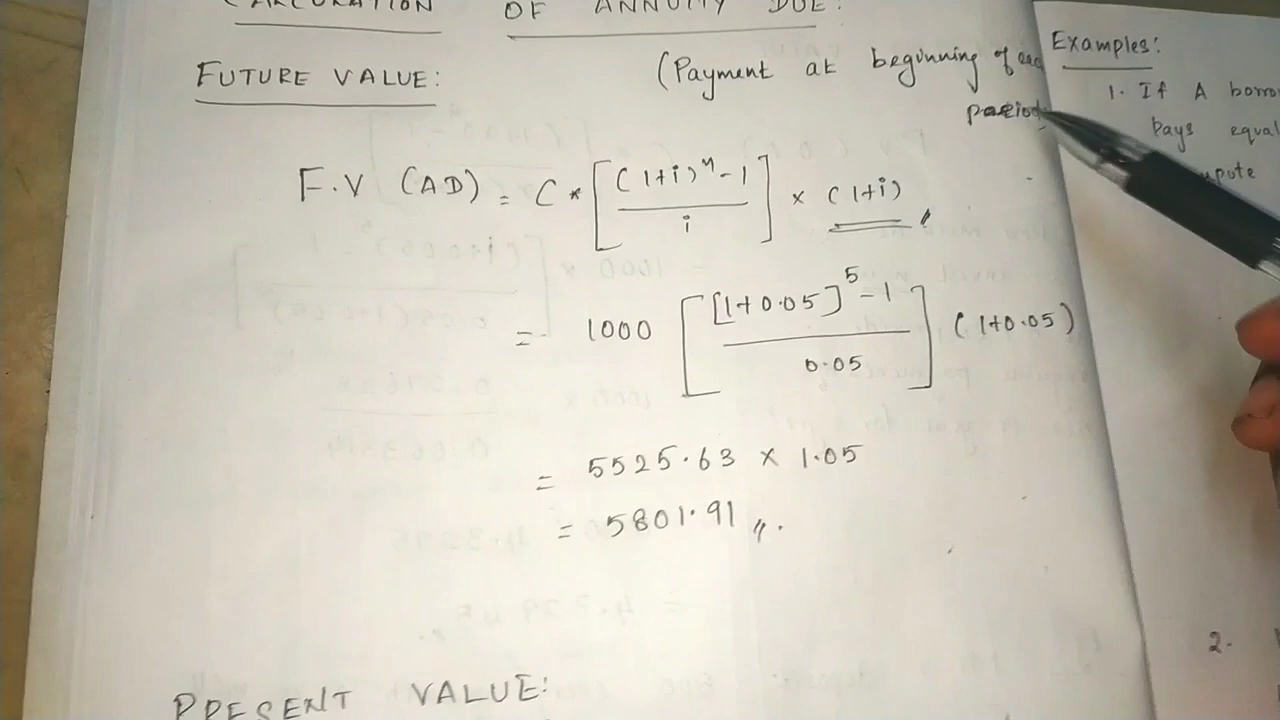 CALCULATION OF ANNUITY DUE:
FUTURE VALUE: (Payment at beginning of each
period
F.V (AD) = C * [ (1+i)^n - 1 / i ] × (1+i)
= 1000 [ [1+0.05]^5 - 1 / 0.05 ] (1+0.05)
= 5525.63 × 1.05
= 5801.91
PRESENT VALUE:
Examples:
1. If A borro
pays equal
pute
2.